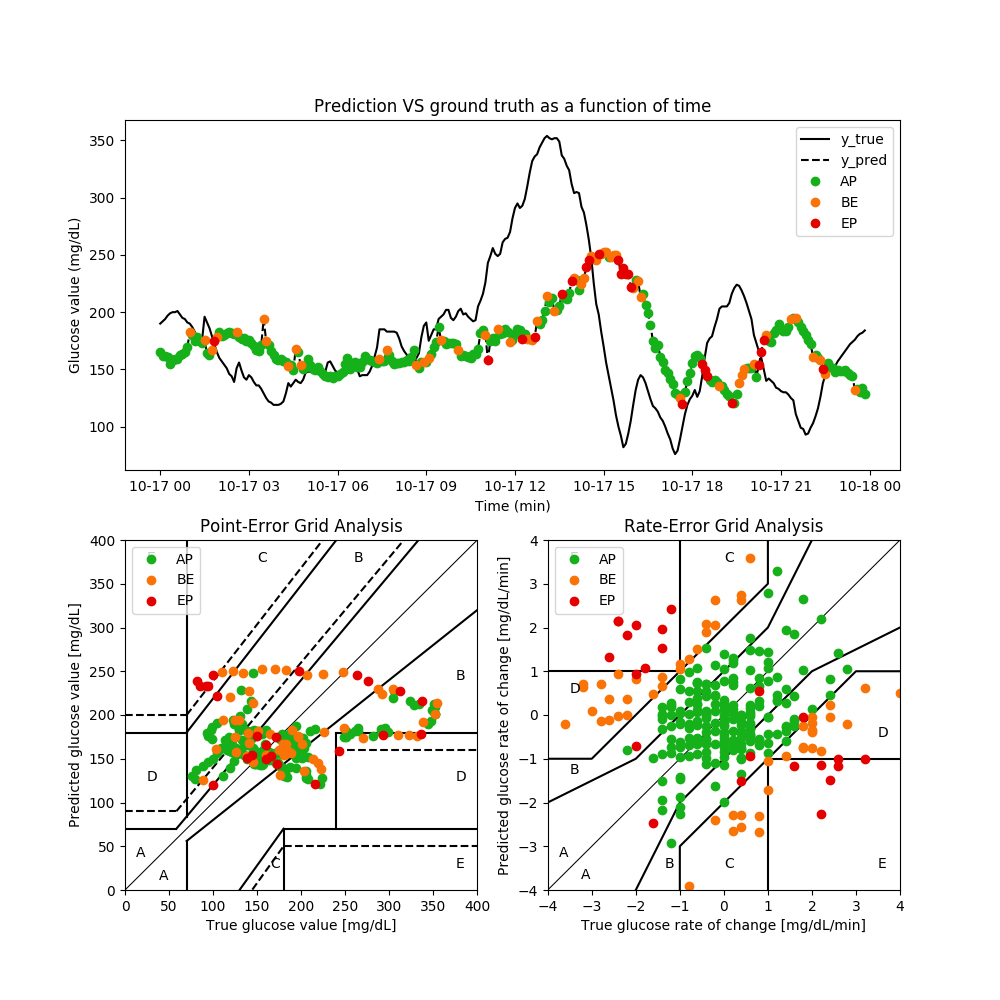 Prediction VS ground truth as a function of time
Glucose value (mg/dL)
350
300
250
200
150
100
y_true
y_pred
AP
BE
EP
10-17 00 10-17 03 10-17 06 10-17 09 10-17 12 10-17 15 10-17 18 10-17 21 10-18 00
Time (min)
Point-Error Grid Analysis
Predicted glucose value [mg/dL]
400
350
300
250
200
150
100
50
0
AP
BE
EP
C
B
B
D
D
A
A
C
E
0 50 100 150 200 250 300 350 400
True glucose value [mg/dL]
Rate-Error Grid Analysis
Predicted glucose rate of change [mg/dL/min]
4
3
2
1
0
−1
−2
−3
−4
AP
BE
EP
C
D
D
B
A
A
B
C
E
−4 −3 −2 −1 0 1 2 3 4
True glucose rate of change [mg/dL/min]